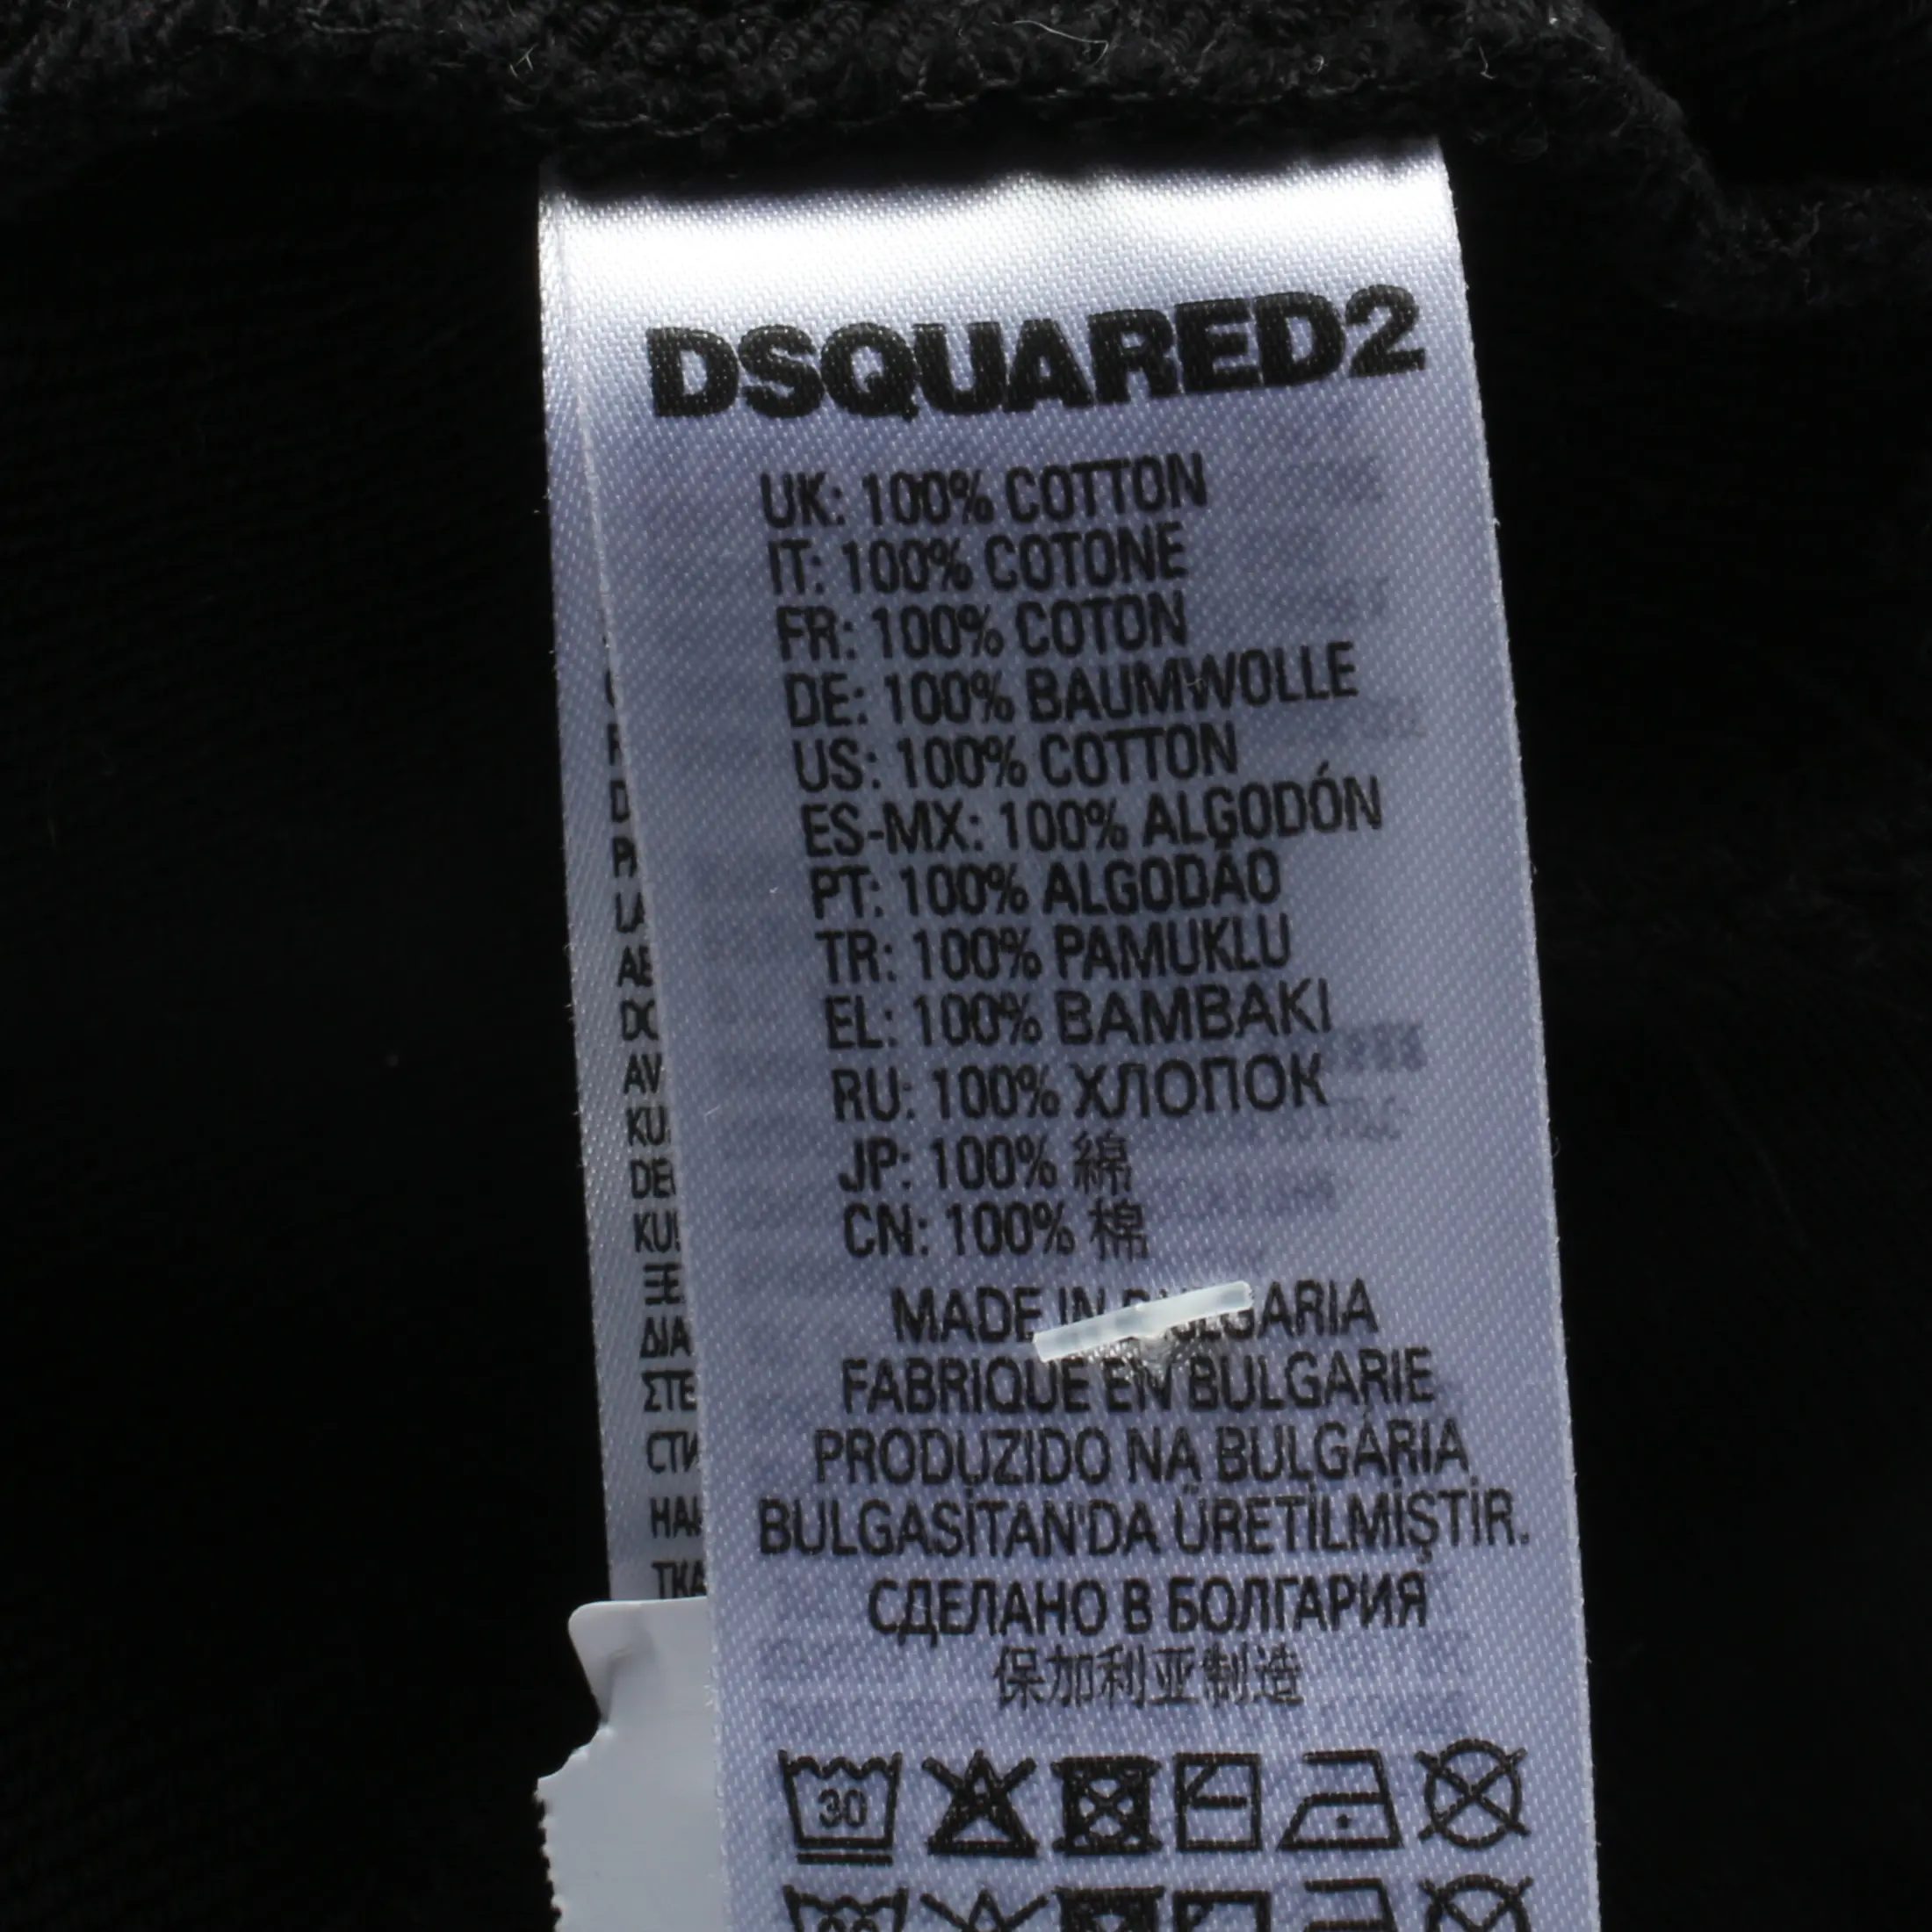 DSQUARED2
UK: 100% COTTON
IT: 100% COTONE
FR: 100% COTON
DE: 100% BAUMWOLLE
US: 100% COTTON
ES-MX: 100% ALGODÓN
PT: 100% ALGODÃO
TR: 100% PAMUKLU
EL: 100% BAMBAKI
RU: 100% ХЛОПОК
JP: 100% 綿
CN: 100% 棉
MADE IN BULGARIA
FABRIQUE EN BULGARIE
PRODUZIDO NA BULGÁRIA
BULGASİTAN'DA ÜRETİLMİŞTİR.
СДЕЛАНО В БОЛГАРИЯ
保加利亚制造
30